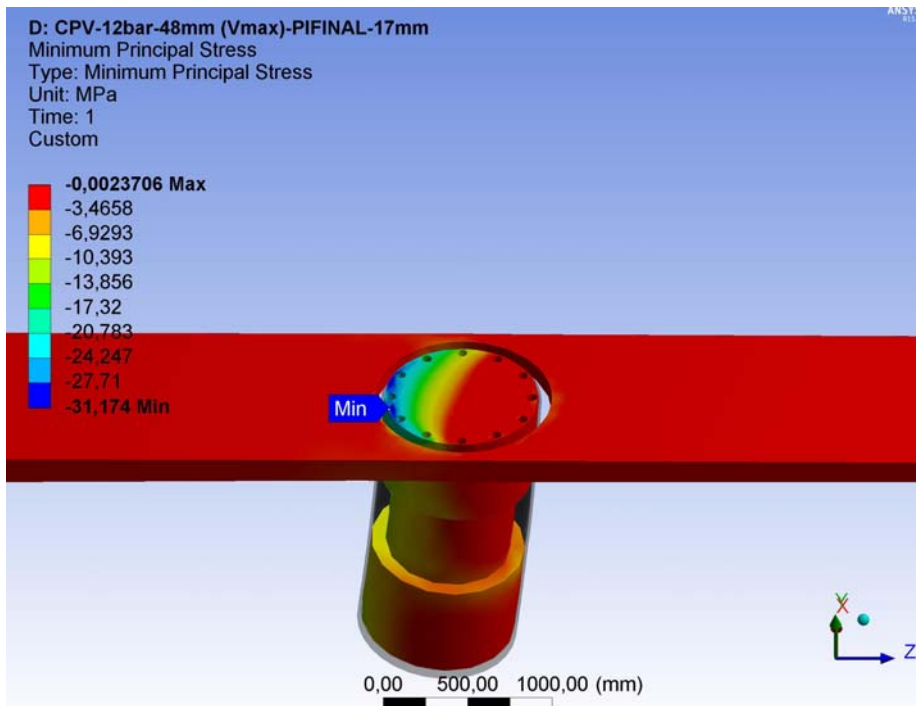 ANSYS
D: CPV-12bar-48mm (Vmax)-PIFINAL-17mm
Minimum Principal Stress
Type: Minimum Principal Stress
Unit: MPa
Time: 1
Custom
-0,0023706 Max
-3,4658
-6,9293
-10,393
-13,856
-17,32
-20,783
-24,247
-27,71
-31,174 Min
Min
Y
X
Z
0,00 500,00 1000,00 (mm)